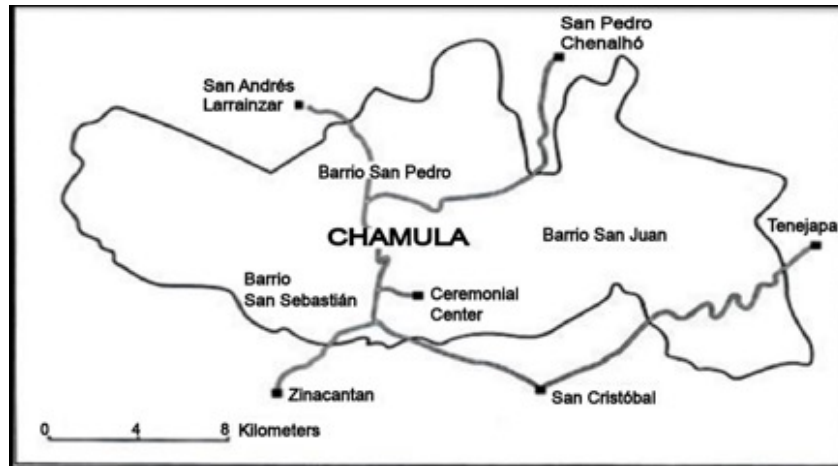 San Pedro
Chenalhó
San Andrés
Larrainzar
Barrio San Pedro
CHAMULA
Barrio San Juan
Tenejapa
Barrio
San Sebastián
Ceremonial
Center
Zinacantan
San Cristóbal
0 4 8 Kilometers